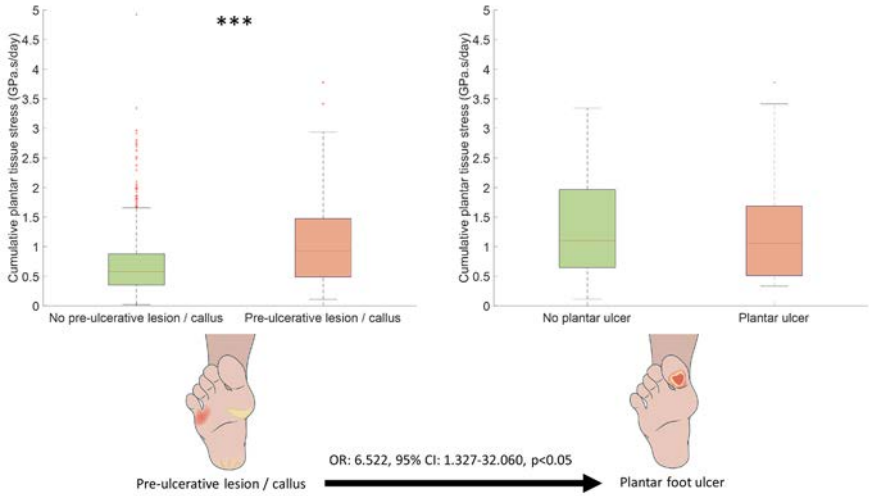 Cumulative plantar tissue stress (GPa.s/day)
5
4.5
4
3.5
3
2.5
2
1.5
1
0.5
0
***
No pre-ulcerative lesion / callus
Pre-ulcerative lesion / callus
Cumulative plantar tissue stress (GPa.s/day)
5
4.5
4
3.5
3
2.5
2
1.5
1
0.5
0
No plantar ulcer
Plantar ulcer
OR: 6.522, 95% CI: 1.327-32.060, p<0.05
Pre-ulcerative lesion / callus
Plantar foot ulcer